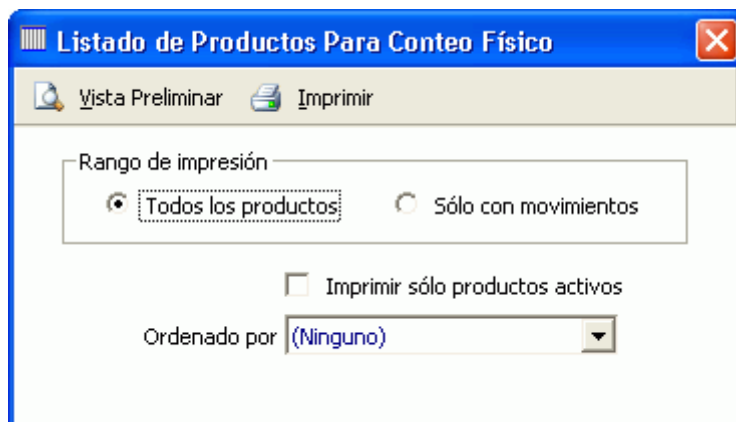 Listado de Productos Para Conteo Físico
Vista Preliminar Imprimir
Rango de impresión
Todos los productos Sólo con movimientos
Imprimir sólo productos activos
Ordenado por (Ninguno)